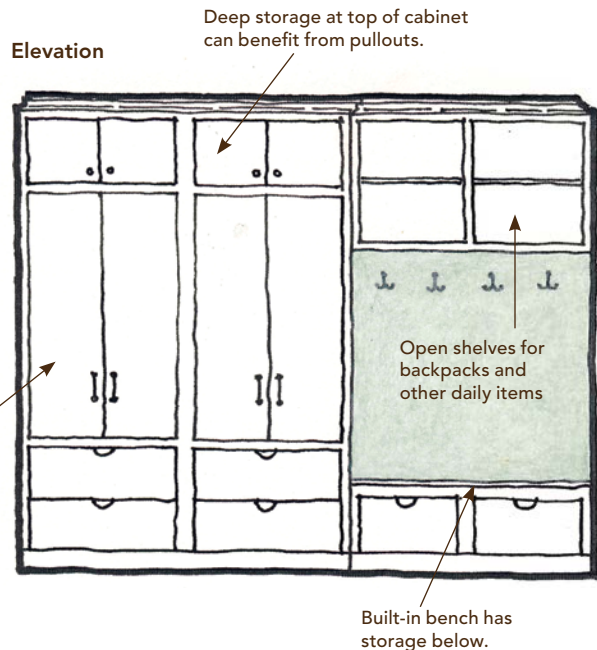 Deep storage at top of cabinet
can benefit from pullouts.
Elevation
Open shelves for
backpacks and
other daily items
Built-in bench has
storage below.